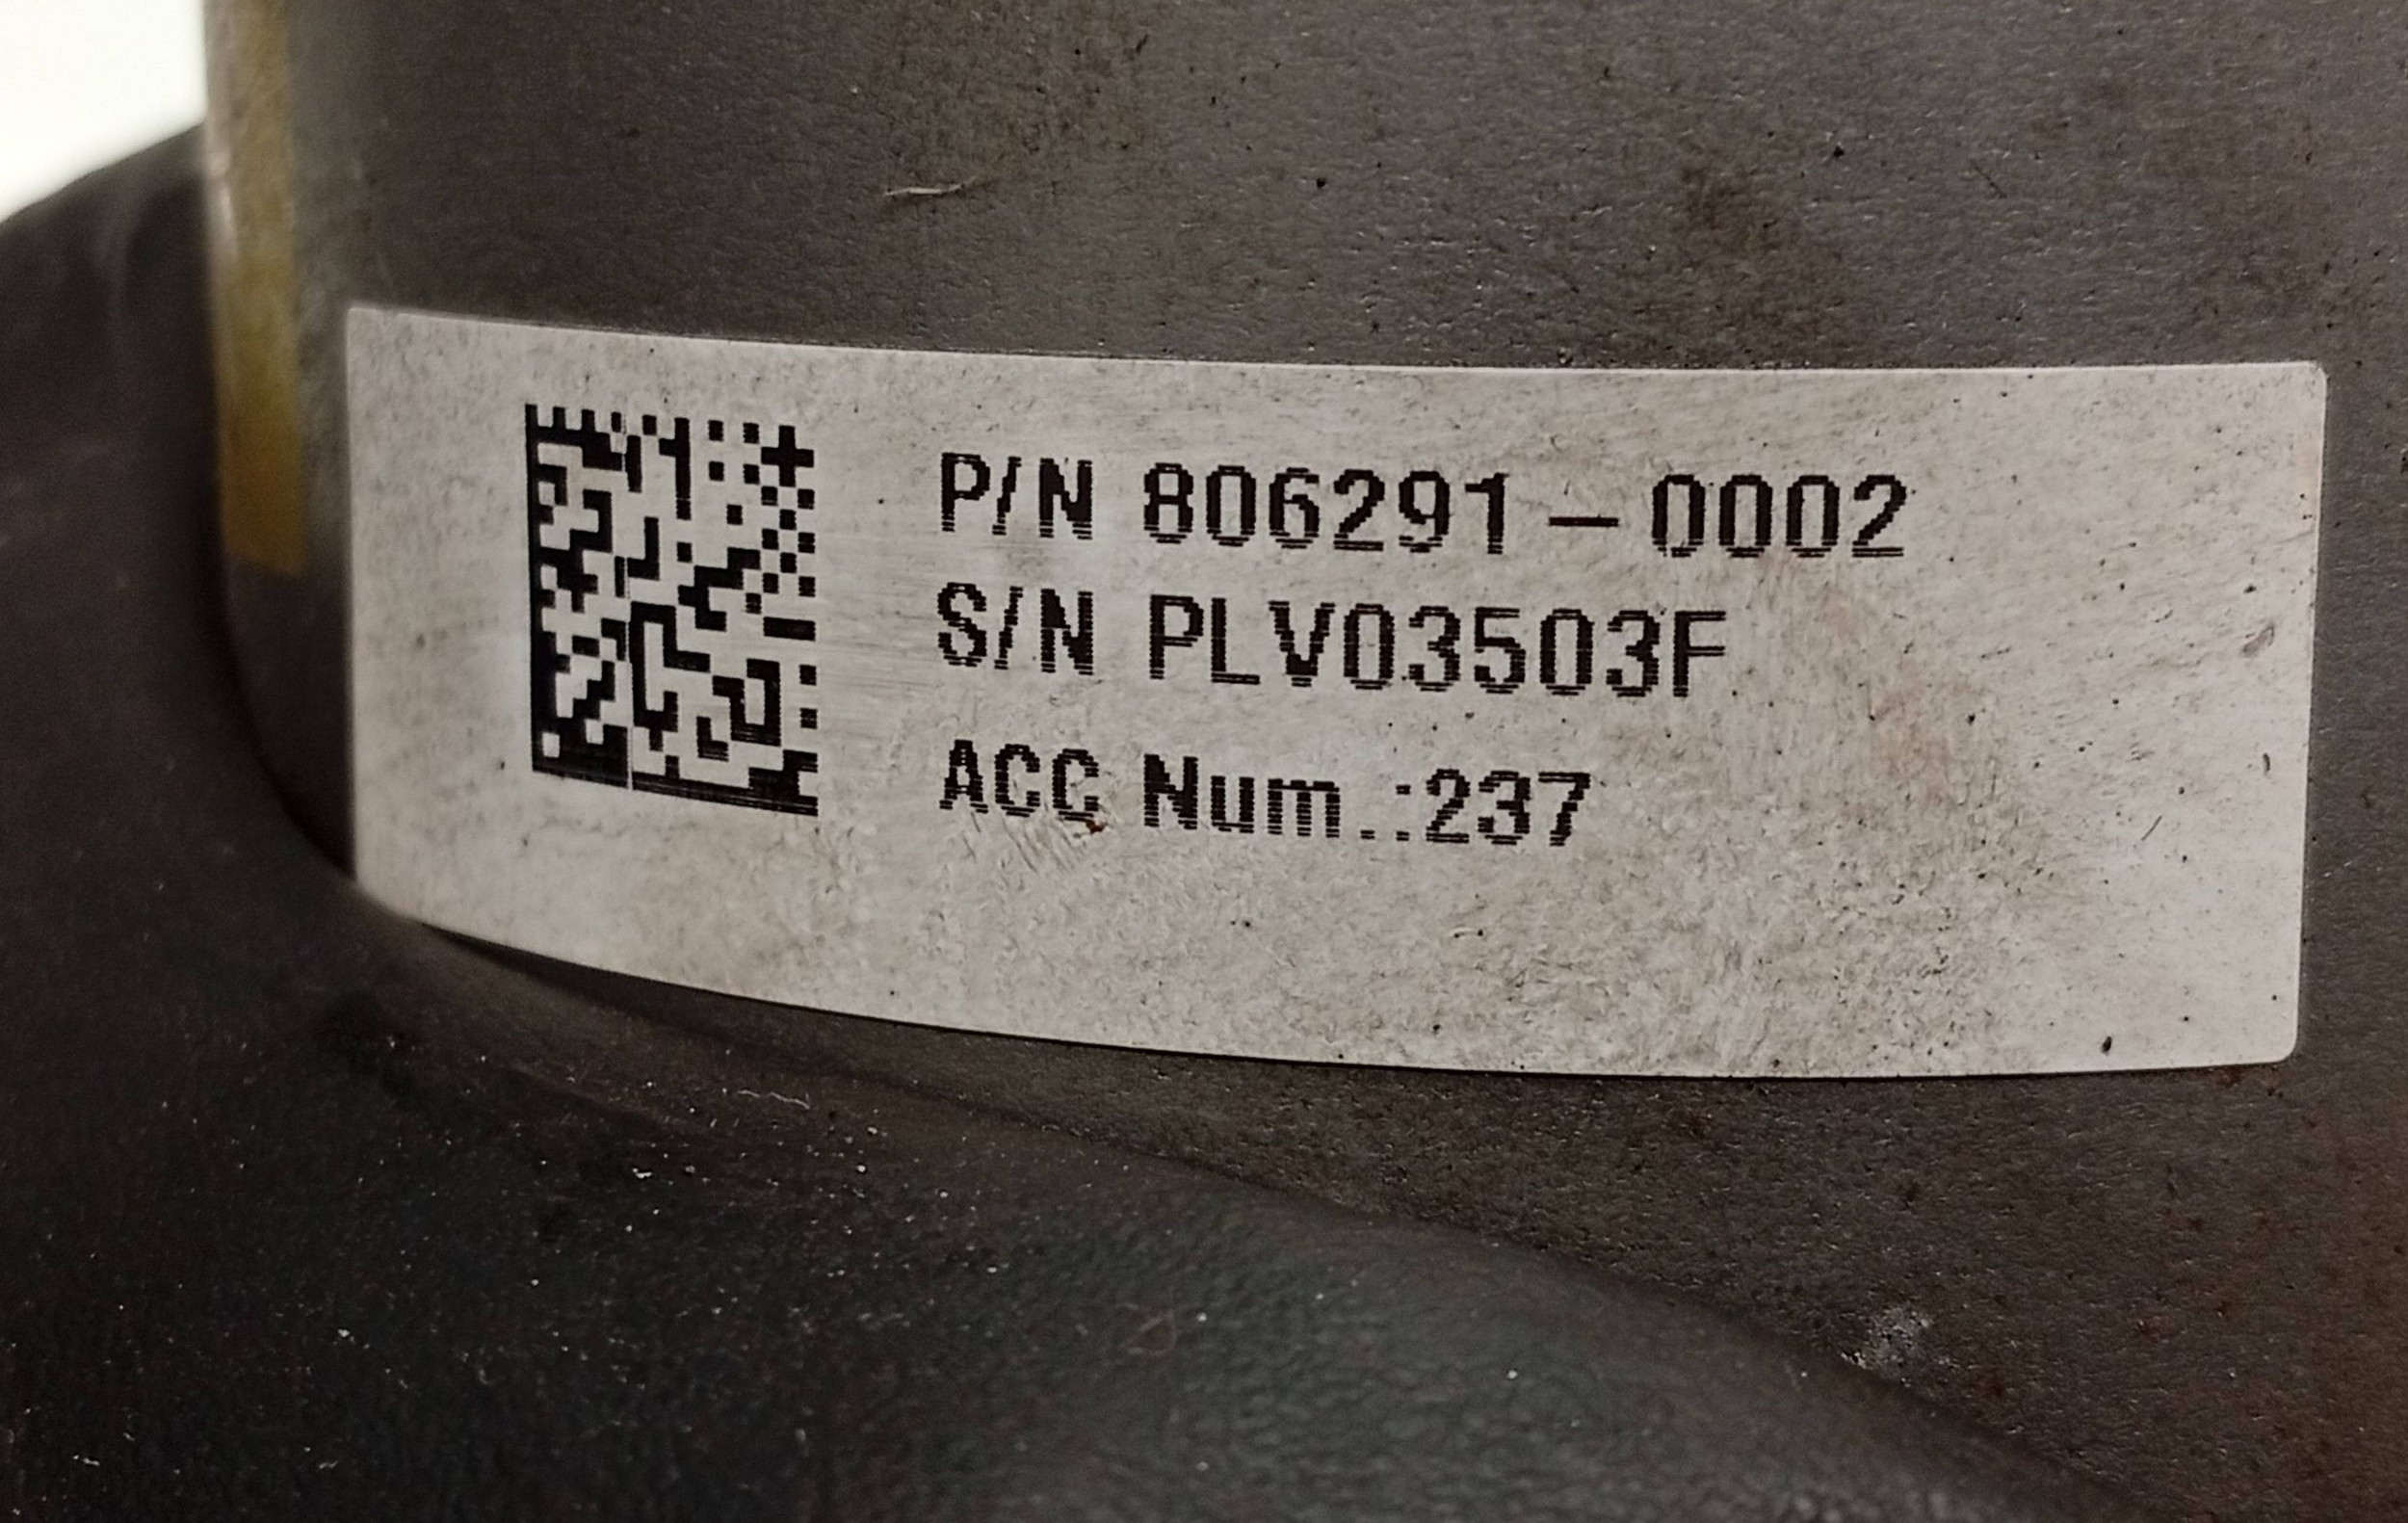 P/N 806291-0002
S/N PLV03503F
ACC Num.:237